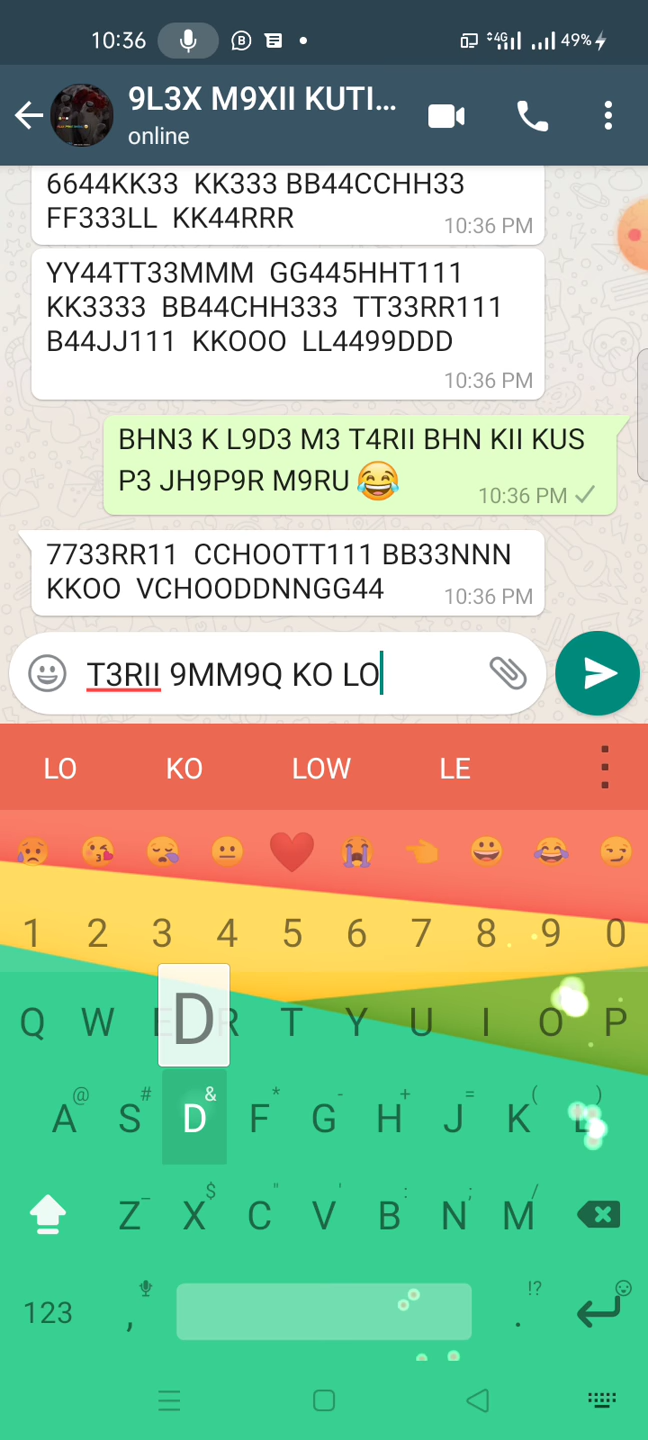 10:36 4G 49%
9L3X M9XII KUTI...
online
6644KK33 KK333 BB44CCHH33
FF333LL KK44RRR
10:36 PM
YY44TT33MMM GG445HHT111
KK3333 BB44CHH333 TT33RR111
B44JJ111 KKOOO LL4499DDD
10:36 PM
BHN3 K L9D3 M3 T4RII BHN KII KUS
P3 JH9P9R M9RU 😂
10:36 PM
7733RR11 CCHOOTT111 BB33NNN
KKOO VCHOODDNNGG44
10:36 PM
T3RII 9MM9Q KO LO
LO KO LOW LE
1 2 3 4 5 6 7 8 9 0
Q W E D R T Y U I O P
@ # & * - + = ( )
A S D F G H J K L
_ $ " ' : ; /
Z X C V B N M
!?
123 , .